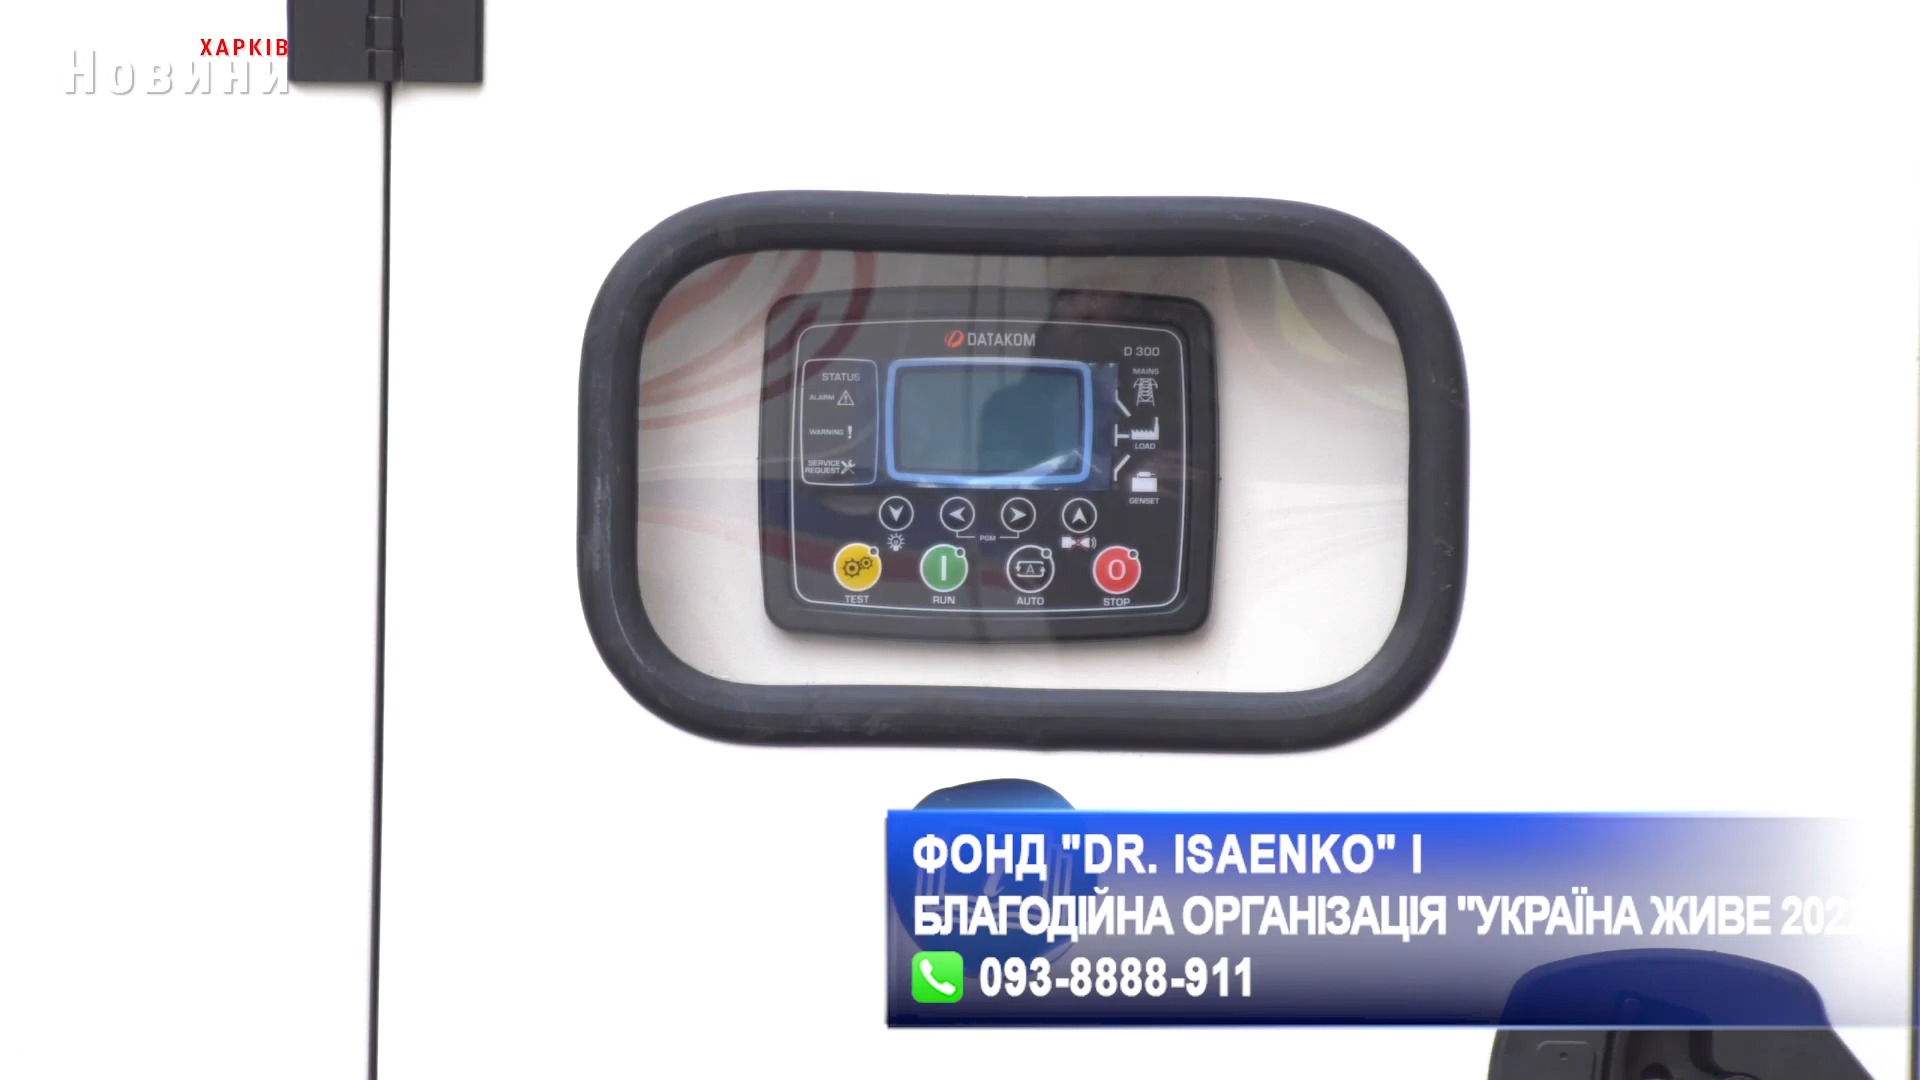 ХАРКІВ
Новини
DATAKOM
D 300
STATUS
ALARM
WARNING
SERVICE
REQUEST
MAINS
LOAD
GENSET
PGM
TEST
RUN
AUTO
STOP
ФОНД "DR. ISAENKO" І
БЛАГОДІЙНА ОРГАНІЗАЦІЯ "УКРАЇНА ЖИВЕ
093-8888-911